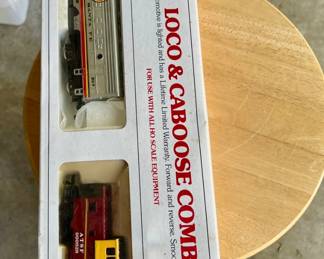 LOCO & CABOOSE COMB
omotive is lighted and has a Lifetime Limited Warranty. Forward and reverse. Smoo
FOR USE WITH ALL HO SCALE EQUIPMENT
ATSF